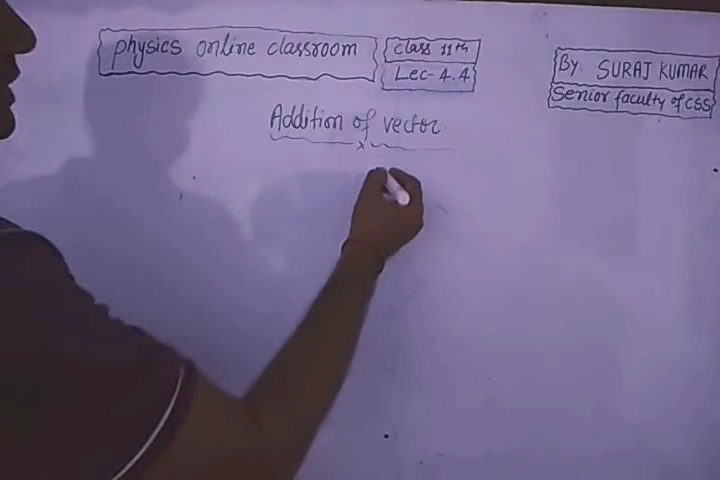 physics online classroom
Class 11th
Lec- 4.4
By. SURAJ KUMAR
Senior faculty of CSS
Addition of vector
x